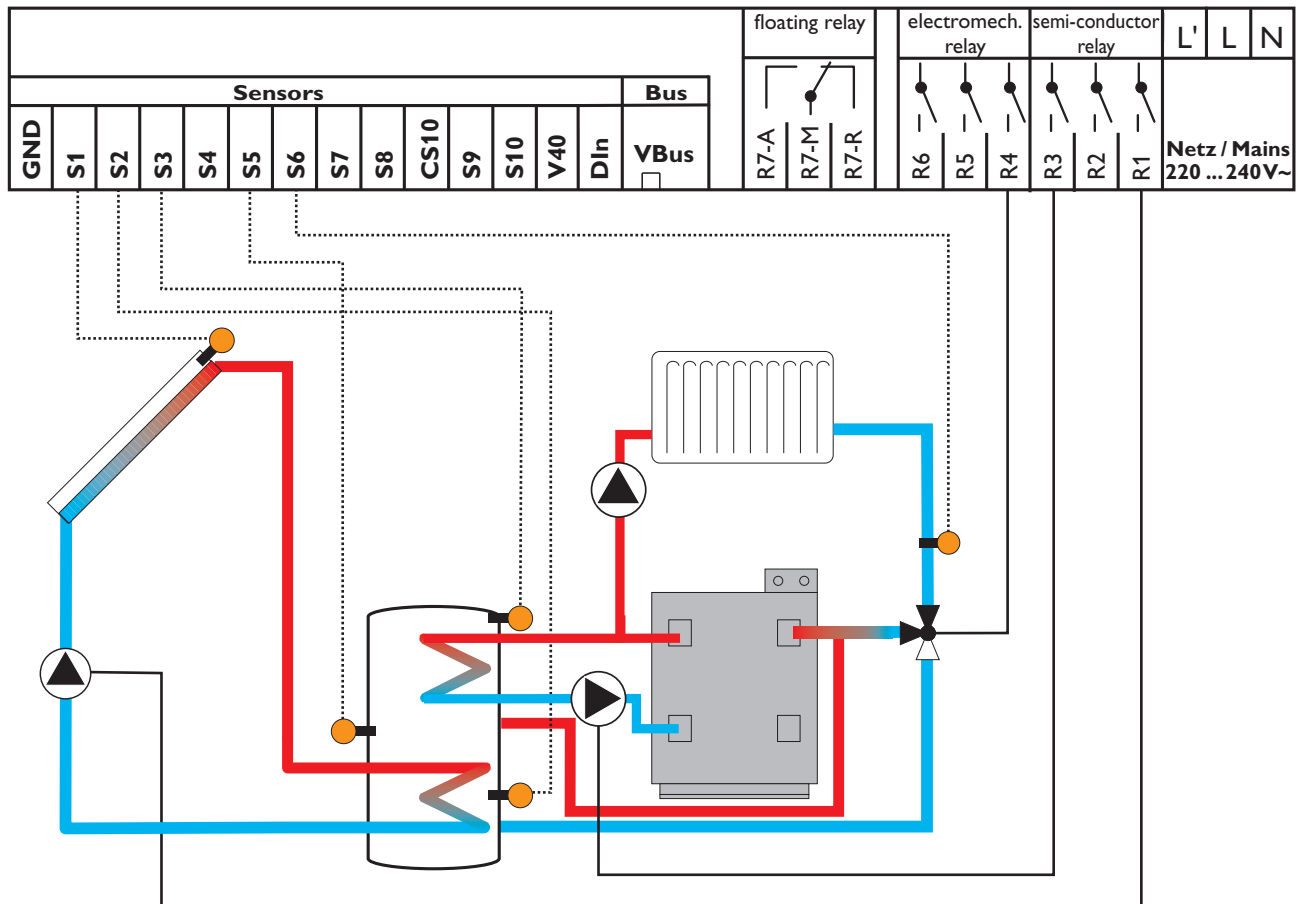 floating relay
electromech.
relay
semi-conductor
relay
L'
L
N
Sensors
Bus
GND
S1
S2
S3
S4
S5
S6
S7
S8
CS10
S9
S10
V40
DIn
VBus
R7-A
R7-M
R7-R
R6
R5
R4
R3
R2
R1
Netz / Mains
220 ... 240 V~